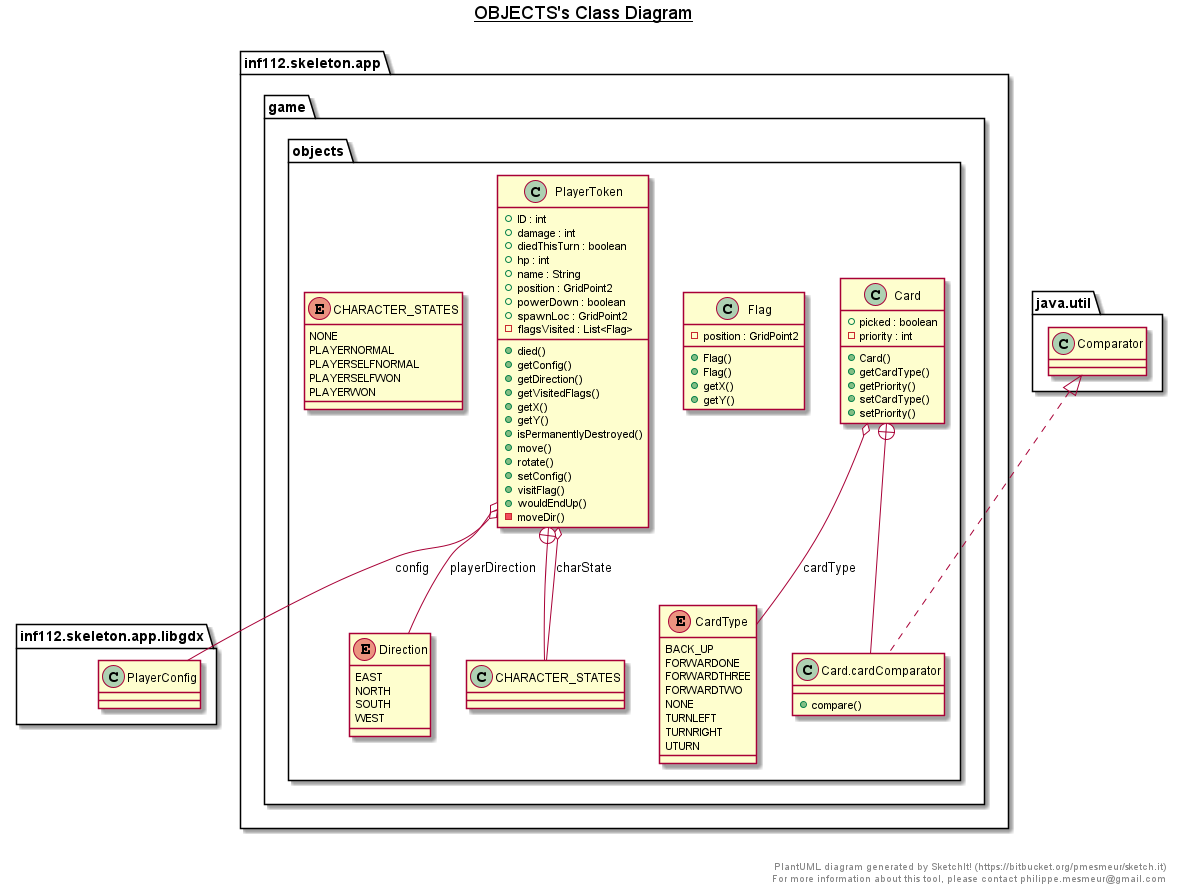 OBJECTS's Class Diagram
inf112.skeleton.app
game
objects
C PlayerToken
ID : int
damage : int
diedThisTurn : boolean
hp : int
name : String
position : GridPoint2
powerDown : boolean
spawnLoc : GridPoint2
flagsVisited : List<Flag>
died()
getConfig()
getDirection()
getVisitedFlags()
getX()
getY()
isPermanentlyDestroyed()
move()
rotate()
setConfig()
visitFlag()
wouldEndUp()
moveDir()
E CHARACTER_STATES
NONE
PLAYERNORMAL
PLAYERSELFNORMAL
PLAYERSELFWON
PLAYERWON
C Flag
position : GridPoint2
Flag()
Flag()
getX()
getY()
C Card
picked : boolean
priority : int
Card()
getCardType()
getPriority()
setCardType()
setPriority()
java.util
C Comparator
config
playerDirection
charState
cardType
inf112.skeleton.app.libgdx
C PlayerConfig
E Direction
EAST
NORTH
SOUTH
WEST
C CHARACTER_STATES
E CardType
BACK_UP
FORWARDONE
FORWARDTHREE
FORWARDTWO
NONE
TURNLEFT
TURNRIGHT
UTURN
C Card.cardComparator
compare()
PlantUML diagram generated by SketchIt! (https://bitbucket.org/pmesmeur/sketch.it)
For more information about this tool, please contact philippe.mesmeur@gmail.com